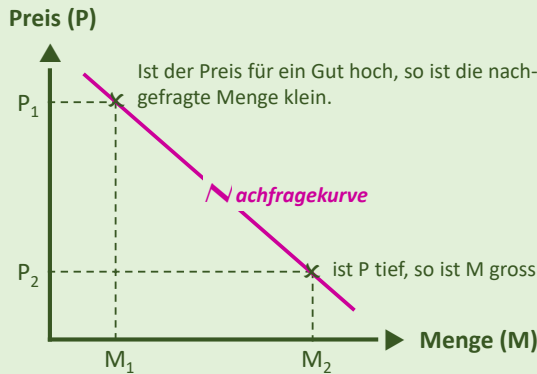 Preis (P)
Ist der Preis für ein Gut hoch, so ist die nach-
gefragte Menge klein.
P1
Nachfragekurve
P2
ist P tief, so ist M gross
Menge (M)
M1
M2